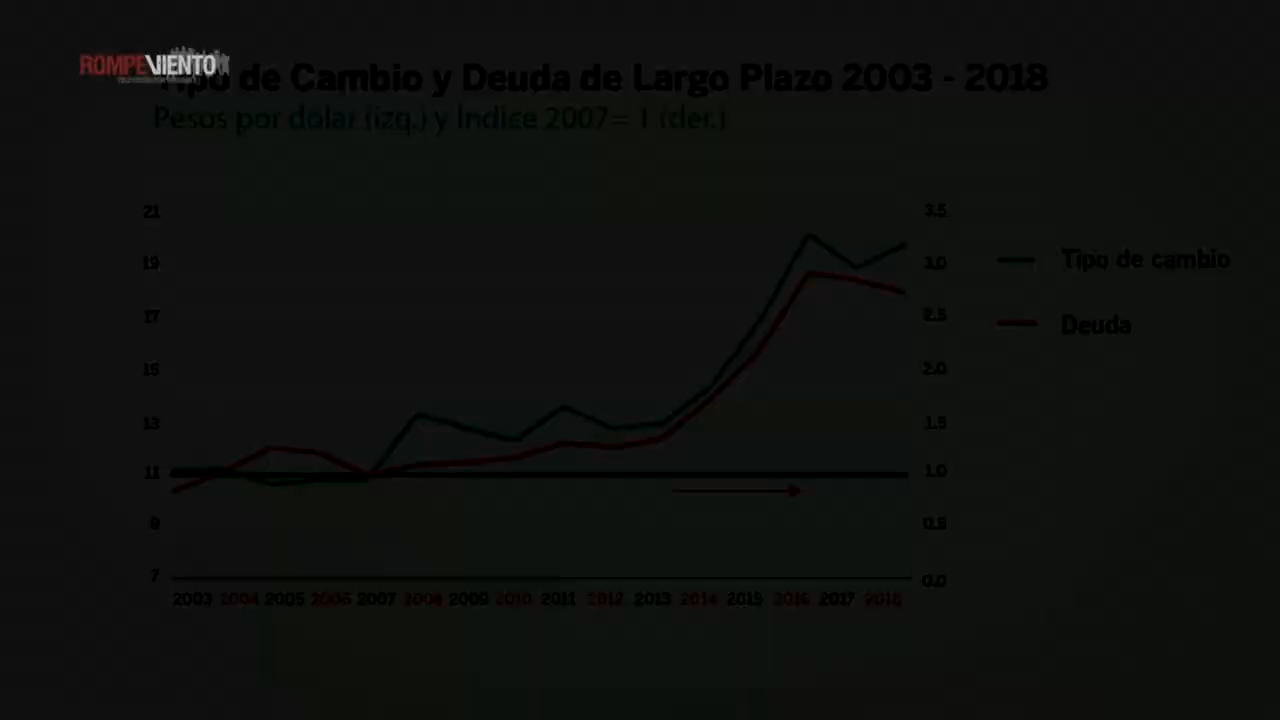 ROMPEVIENTO
Tipo de Cambio y Deuda de Largo Plazo 2003 - 2018
Pesos por dólar (izq.) y Índice 2007= 1 (der.)
21
19
17
15
13
11
9
7
3.5
3.0
2.5
2.0
1.5
1.0
0.5
0.0
Tipo de cambio
Deuda
2003 2004 2005 2006 2007 2008 2009 2010 2011 2012 2013 2014 2015 2016 2017 2018